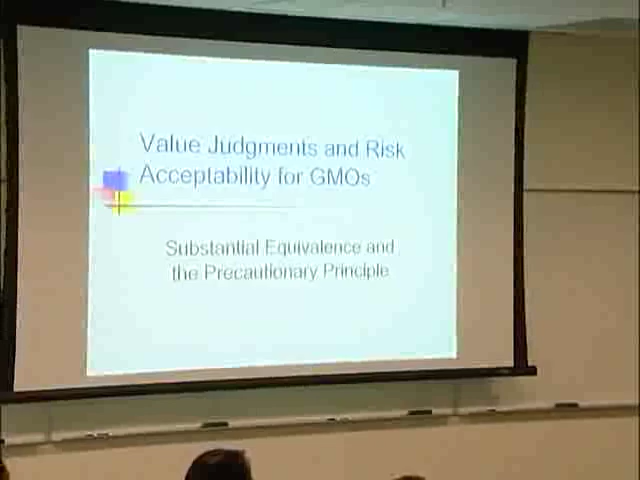 Value Judgments and Risk
Acceptability for GMOs
Substantial Equivalence and
the Precautionary Principle